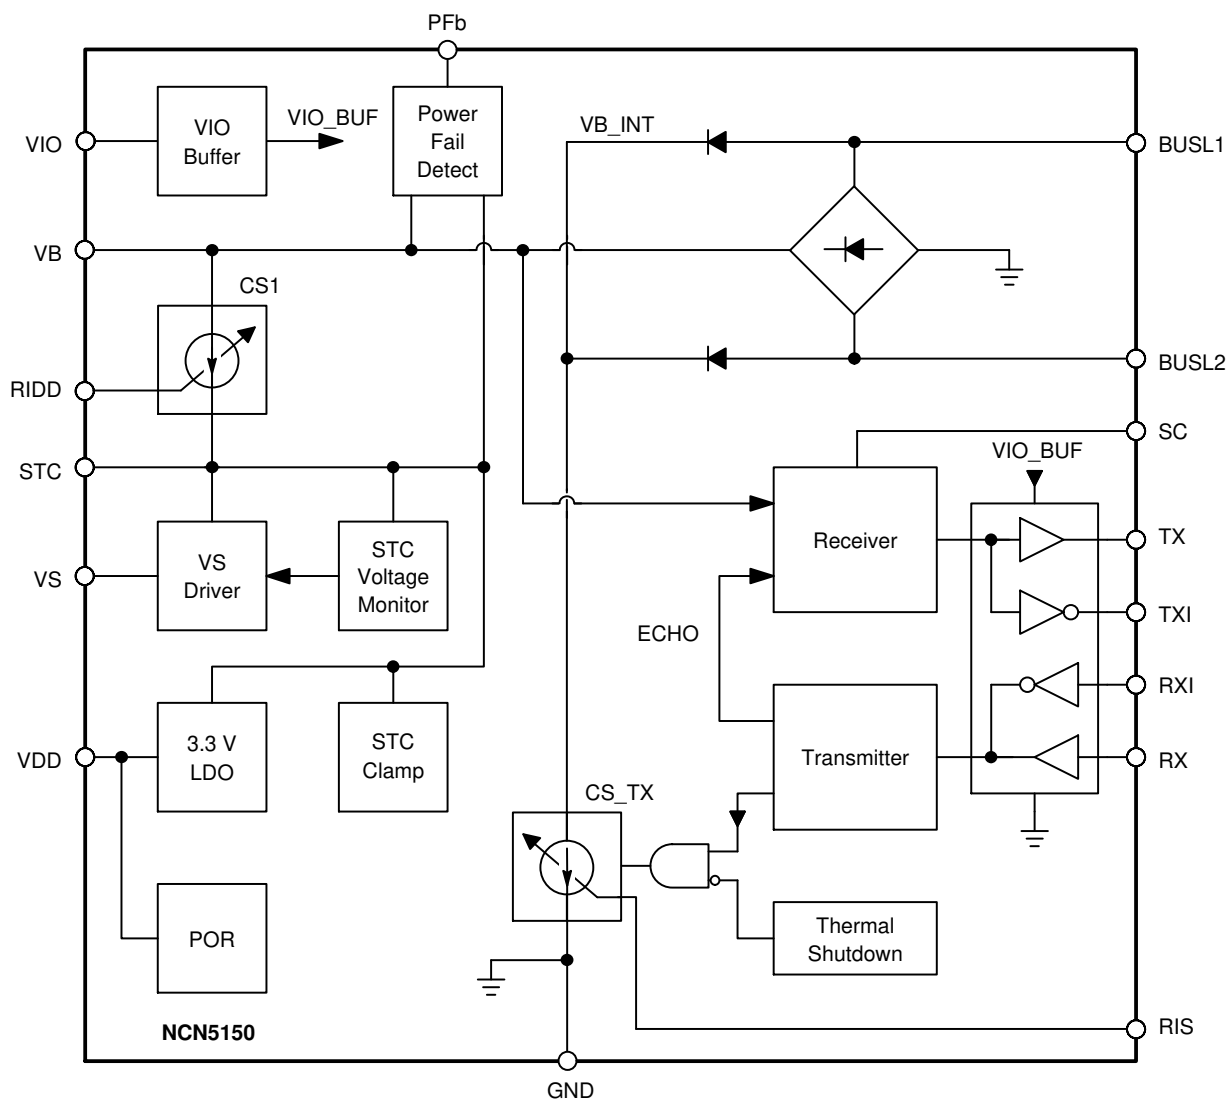 PFb
VIO
VIO
Buffer
VIO_BUF
Power
Fail
Detect
VB_INT
BUSL1
VB
CS1
RIDD
BUSL2
SC
VIO_BUF
STC
VS
VS
Driver
STC
Voltage
Monitor
Receiver
TX
TXI
ECHO
RXI
VDD
3.3 V
LDO
STC
Clamp
Transmitter
RX
CS_TX
POR
Thermal
Shutdown
NCN5150
RIS
GND